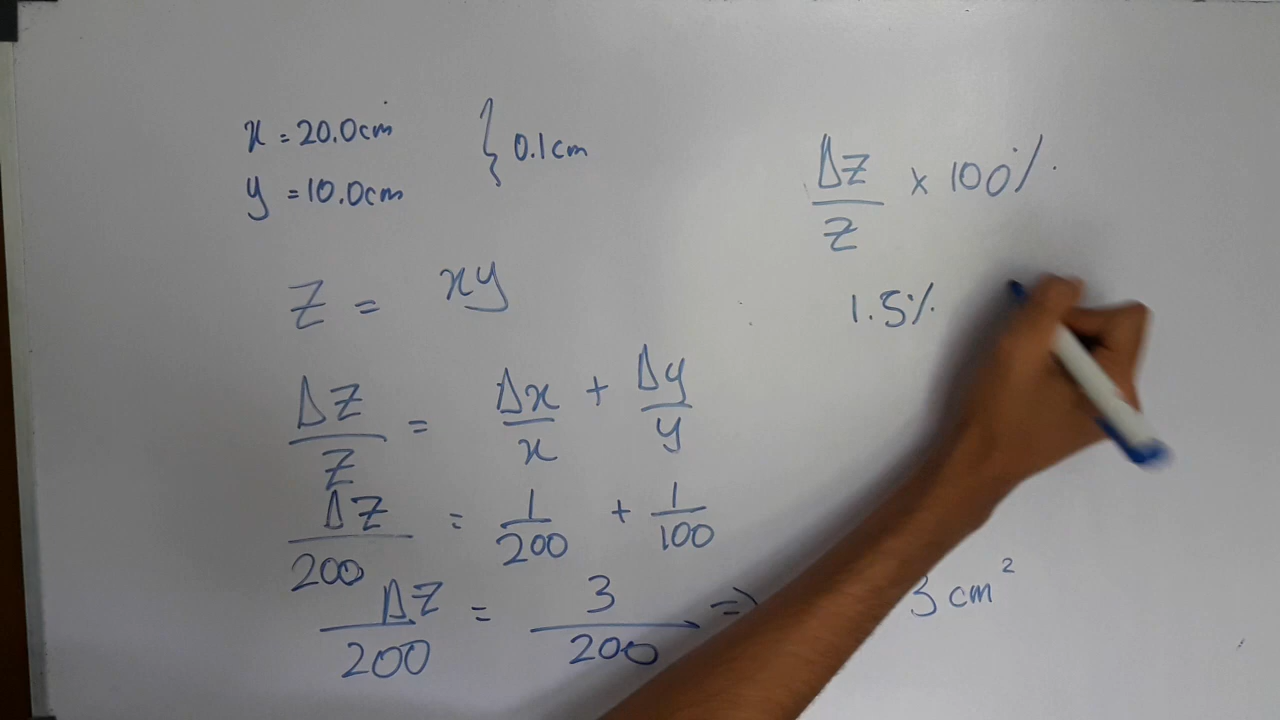 x = 20.0cm
y = 10.0cm
} 0.1cm
Z = xy
ΔZ/Z = Δx/x + Δy/y
ΔZ/200 = 1/200 + 1/100
ΔZ/200 = 3/200 ⇒ 3 cm²
ΔZ/Z × 100%
1.5%